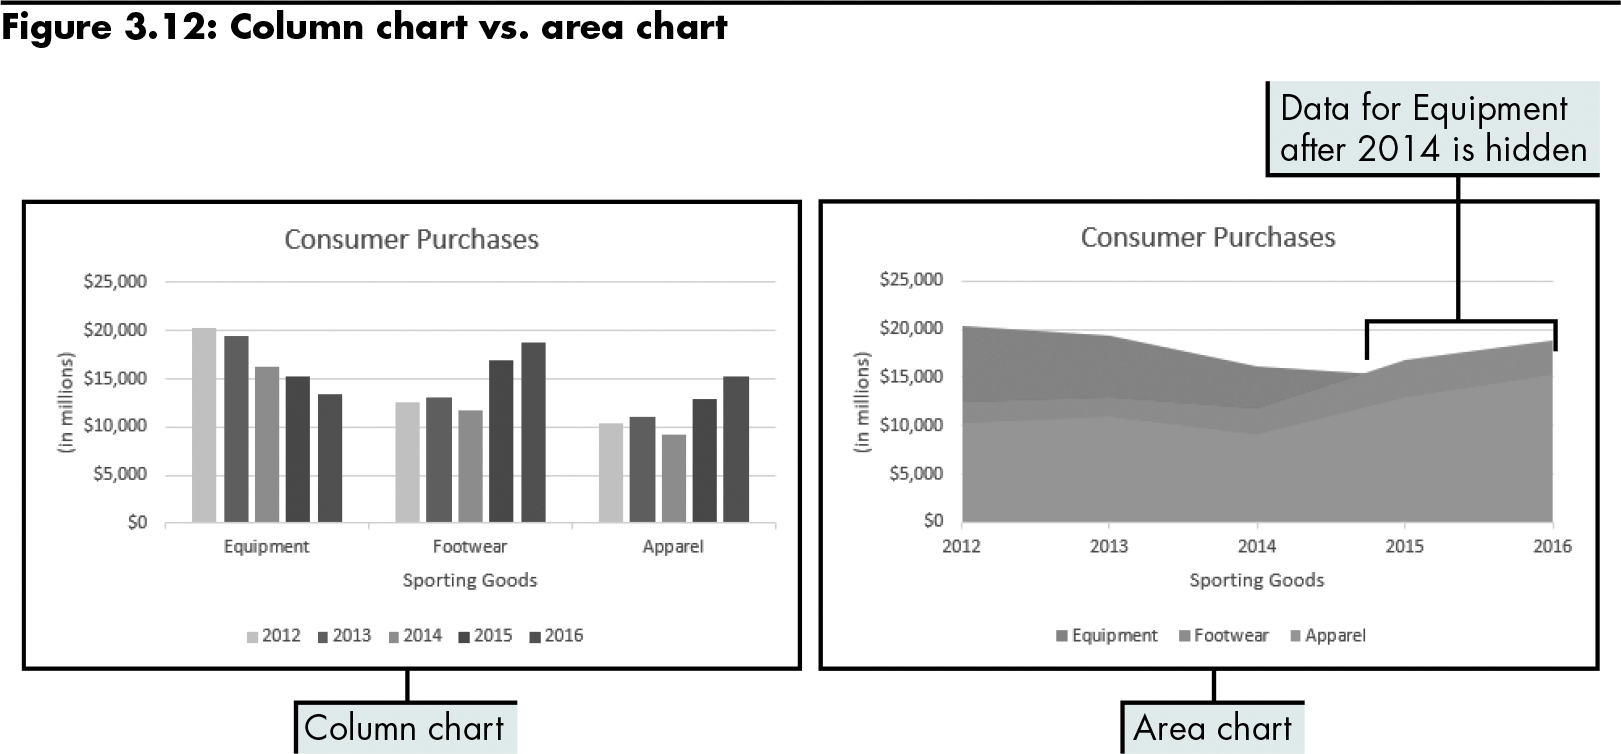 Figure 3.12: Column chart vs. area chart
Data for Equipment
after 2014 is hidden
Consumer Purchases
(in millions)
$25,000
$20,000
$15,000
$10,000
$5,000
$0
Equipment Footwear Apparel
Sporting Goods
2012 2013 2014 2015 2016
Column chart
Consumer Purchases
(in millions)
$25,000
$20,000
$15,000
$10,000
$5,000
$0
2012 2013 2014 2015 2016
Sporting Goods
Equipment Footwear Apparel
Area chart